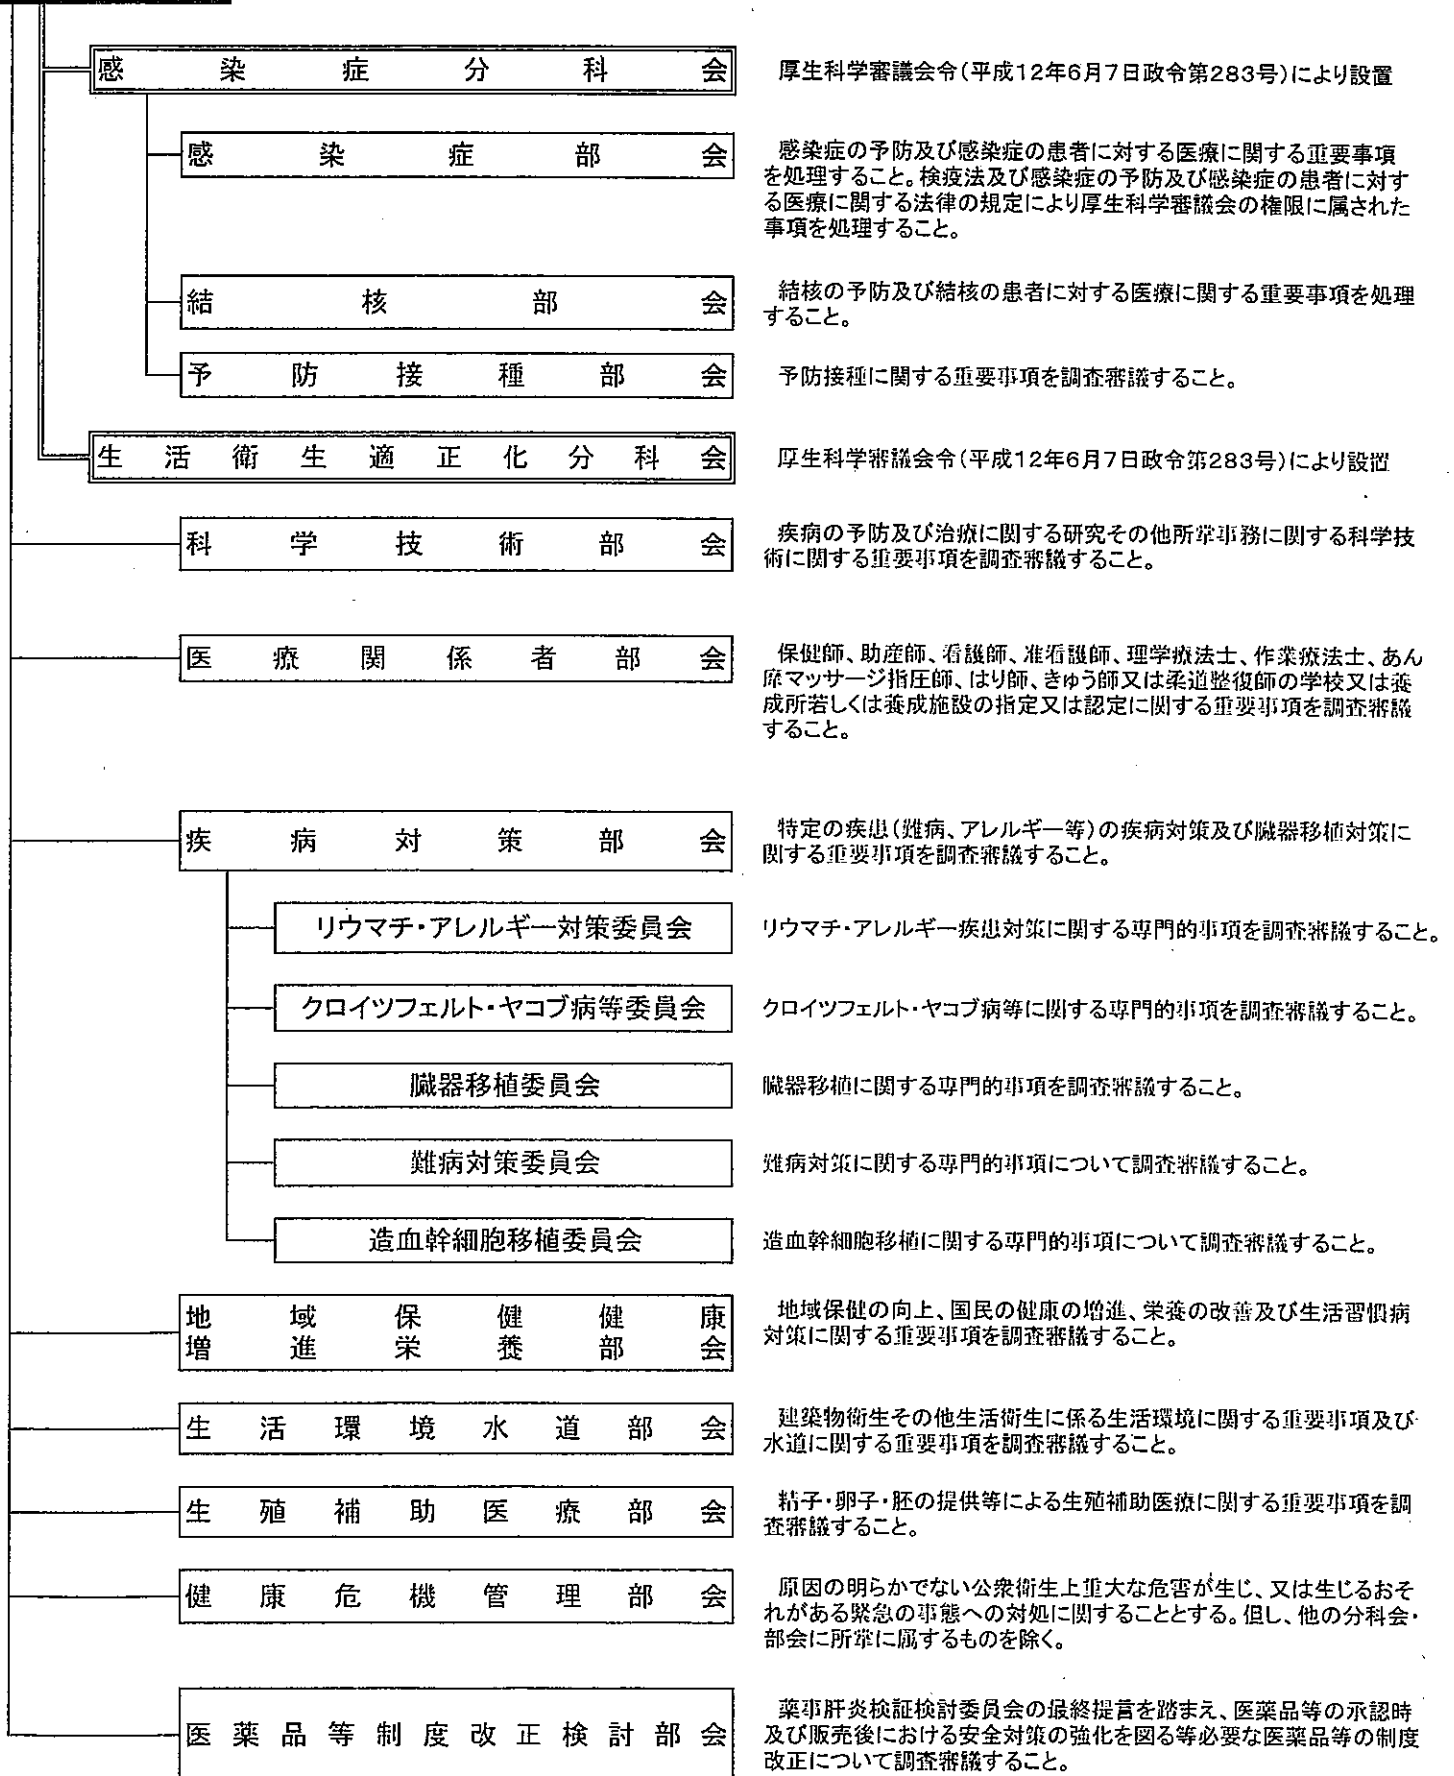 感染症分科会
厚生科学審議会令(平成12年6月7日政令第283号)により設置
感染症部会
感染症の予防及び感染症の患者に対する医療に関する重要事項
を処理すること。検疫法及び感染症の予防及び感染症の患者に対す
る医療に関する法律の規定により厚生科学審議会の権限に属された
事項を処理すること。
結核部会
結核の予防及び結核の患者に対する医療に関する重要事項を処理
すること。
予防接種部会
予防接種に関する重要事項を調査審議すること。
生活衛生適正化分科会
厚生科学審議会令(平成12年6月7日政令第283号)により設置
科学技術部会
疾病の予防及び治療に関する研究その他所掌事務に関する科学技
術に関する重要事項を調査審議すること。
医療関係者部会
保健師、助産師、看護師、准看護師、理学療法士、作業療法士、あん
摩マッサージ指圧師、はり師、きゅう師又は柔道整復師の学校又は養
成所若しくは養成施設の指定又は認定に関する重要事項を調査審議
すること。
疾病対策部会
特定の疾患(難病、アレルギー等)の疾病対策及び臓器移植対策に
関する重要事項を調査審議すること。
リウマチ・アレルギー対策委員会
リウマチ・アレルギー疾患対策に関する専門的事項を調査審議すること。
クロイツフェルト・ヤコブ病等委員会
クロイツフェルト・ヤコブ病等に関する専門的事項を調査審議すること。
臓器移植委員会
臓器移植に関する専門的事項を調査審議すること。
難病対策委員会
難病対策に関する専門的事項について調査審議すること。
造血幹細胞移植委員会
造血幹細胞移植に関する専門的事項について調査審議すること。
地域保健健康
増進栄養部会
地域保健の向上、国民の健康の増進、栄養の改善及び生活習慣病
対策に関する重要事項を調査審議すること。
生活環境水道部会
建築物衛生その他生活衛生に係る生活環境に関する重要事項及び
水道に関する重要事項を調査審議すること。
生殖補助医療部会
精子・卵子・胚の提供等による生殖補助医療に関する重要事項を調
査審議すること。
健康危機管理部会
原因の明らかでない公衆衛生上重大な危害が生じ、又は生じるおそ
れがある緊急の事態への対処に関することとする。但し、他の分科会・
部会に所掌に属するものを除く。
医薬品等制度改正検討部会
薬事肝炎検証検討委員会の最終提言を踏まえ、医薬品等の承認時
及び販売後における安全対策の強化を図る等必要な医薬品等の制度
改正について調査審議すること。